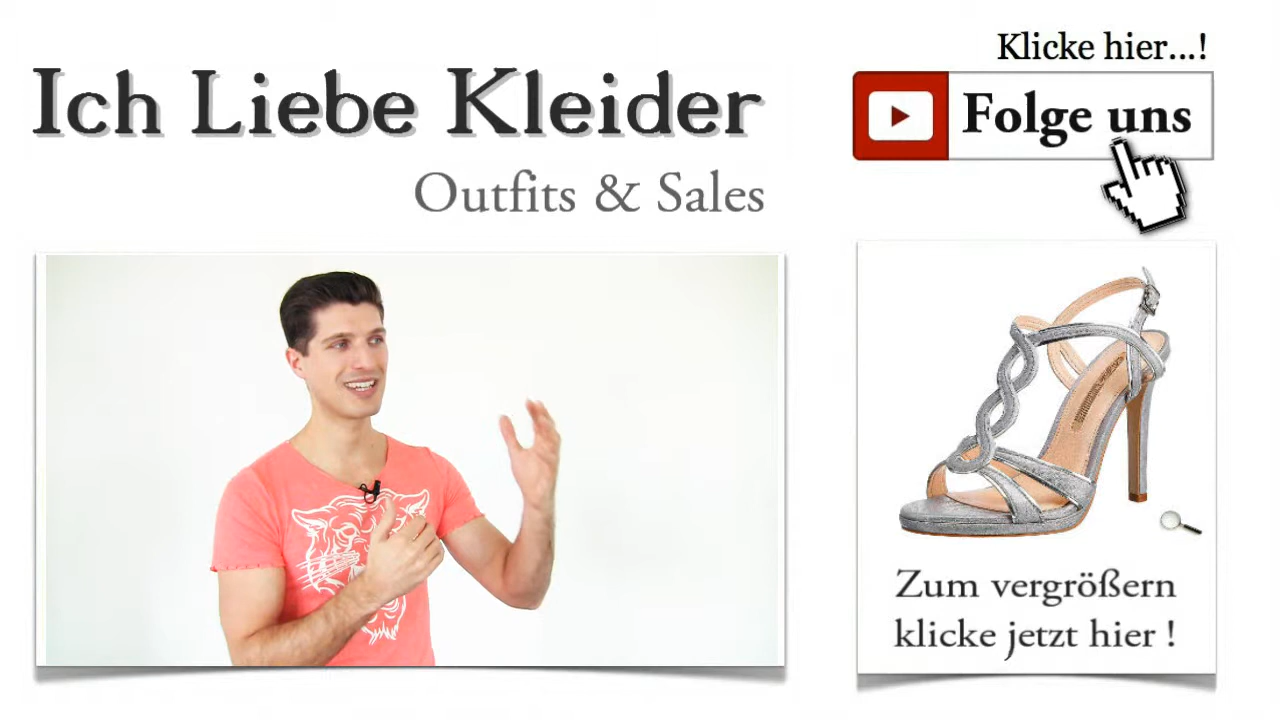 Ich Liebe Kleider
Outfits & Sales
Klicke hier...!
Folge uns
Zum vergrößern
klicke jetzt hier !